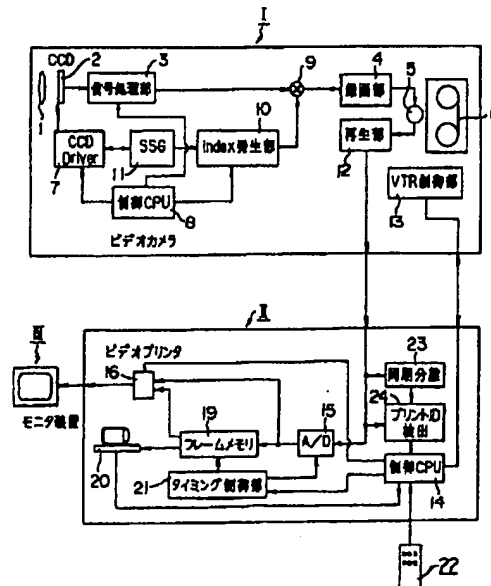 I
CCD
1
2
3
信号処理部
9
4
録画部
5
6
CCD
Driver
7
SSG
11
10
Index発生部
再生部
12
制御CPU
8
VTR制御部
13
ビデオカメラ
II
III
モニタ装置
ビデオプリンタ
16
23
同期分離
24
プリントID
検出
15
A/D
19
フレームメモリ
20
21
タイミング制御部
制御CPU
14
22